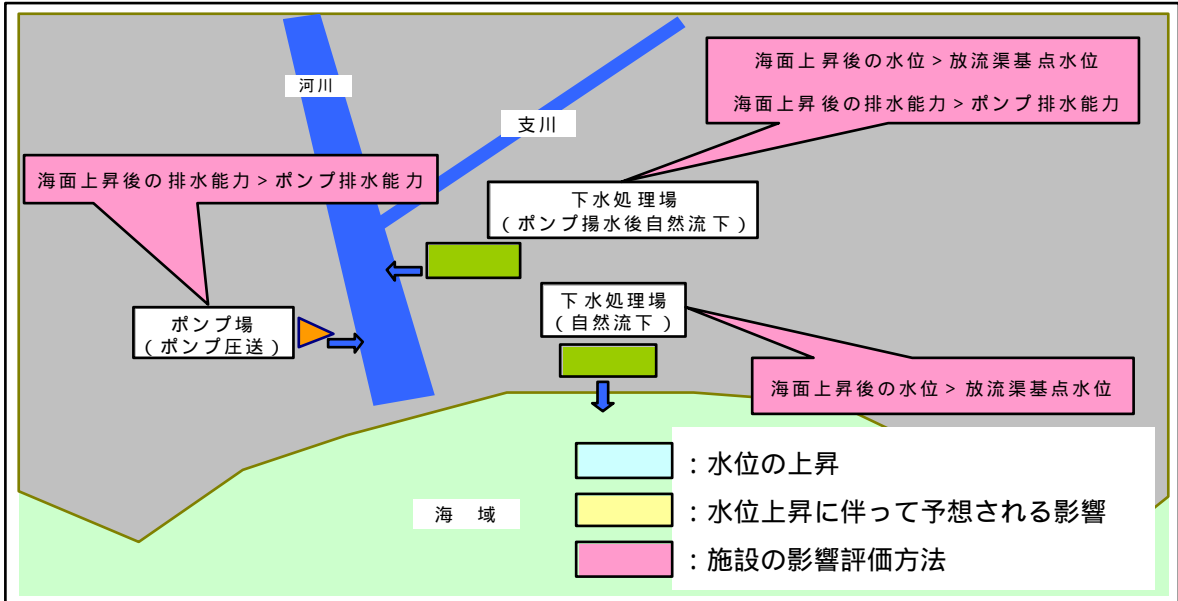 河川
支川
海面上昇後の水位>放流渠基点水位
海面上昇後の排水能力>ポンプ排水能力
海面上昇後の排水能力>ポンプ排水能力
下水処理場
(ポンプ揚水後自然流下)
下水処理場
(自然流下)
ポンプ場
(ポンプ圧送)
海面上昇後の水位>放流渠基点水位
海 域
:水位の上昇
:水位上昇に伴って予想される影響
:施設の影響評価方法